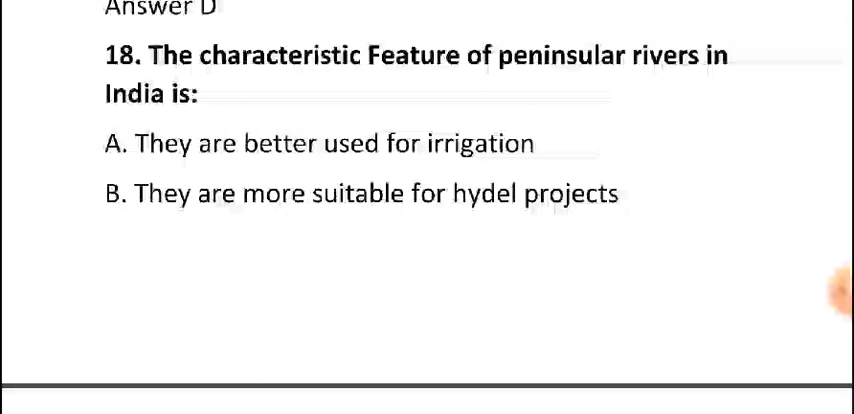 Answer D
18. The characteristic Feature of peninsular rivers in
India is:
A. They are better used for irrigation
B. They are more suitable for hydel projects